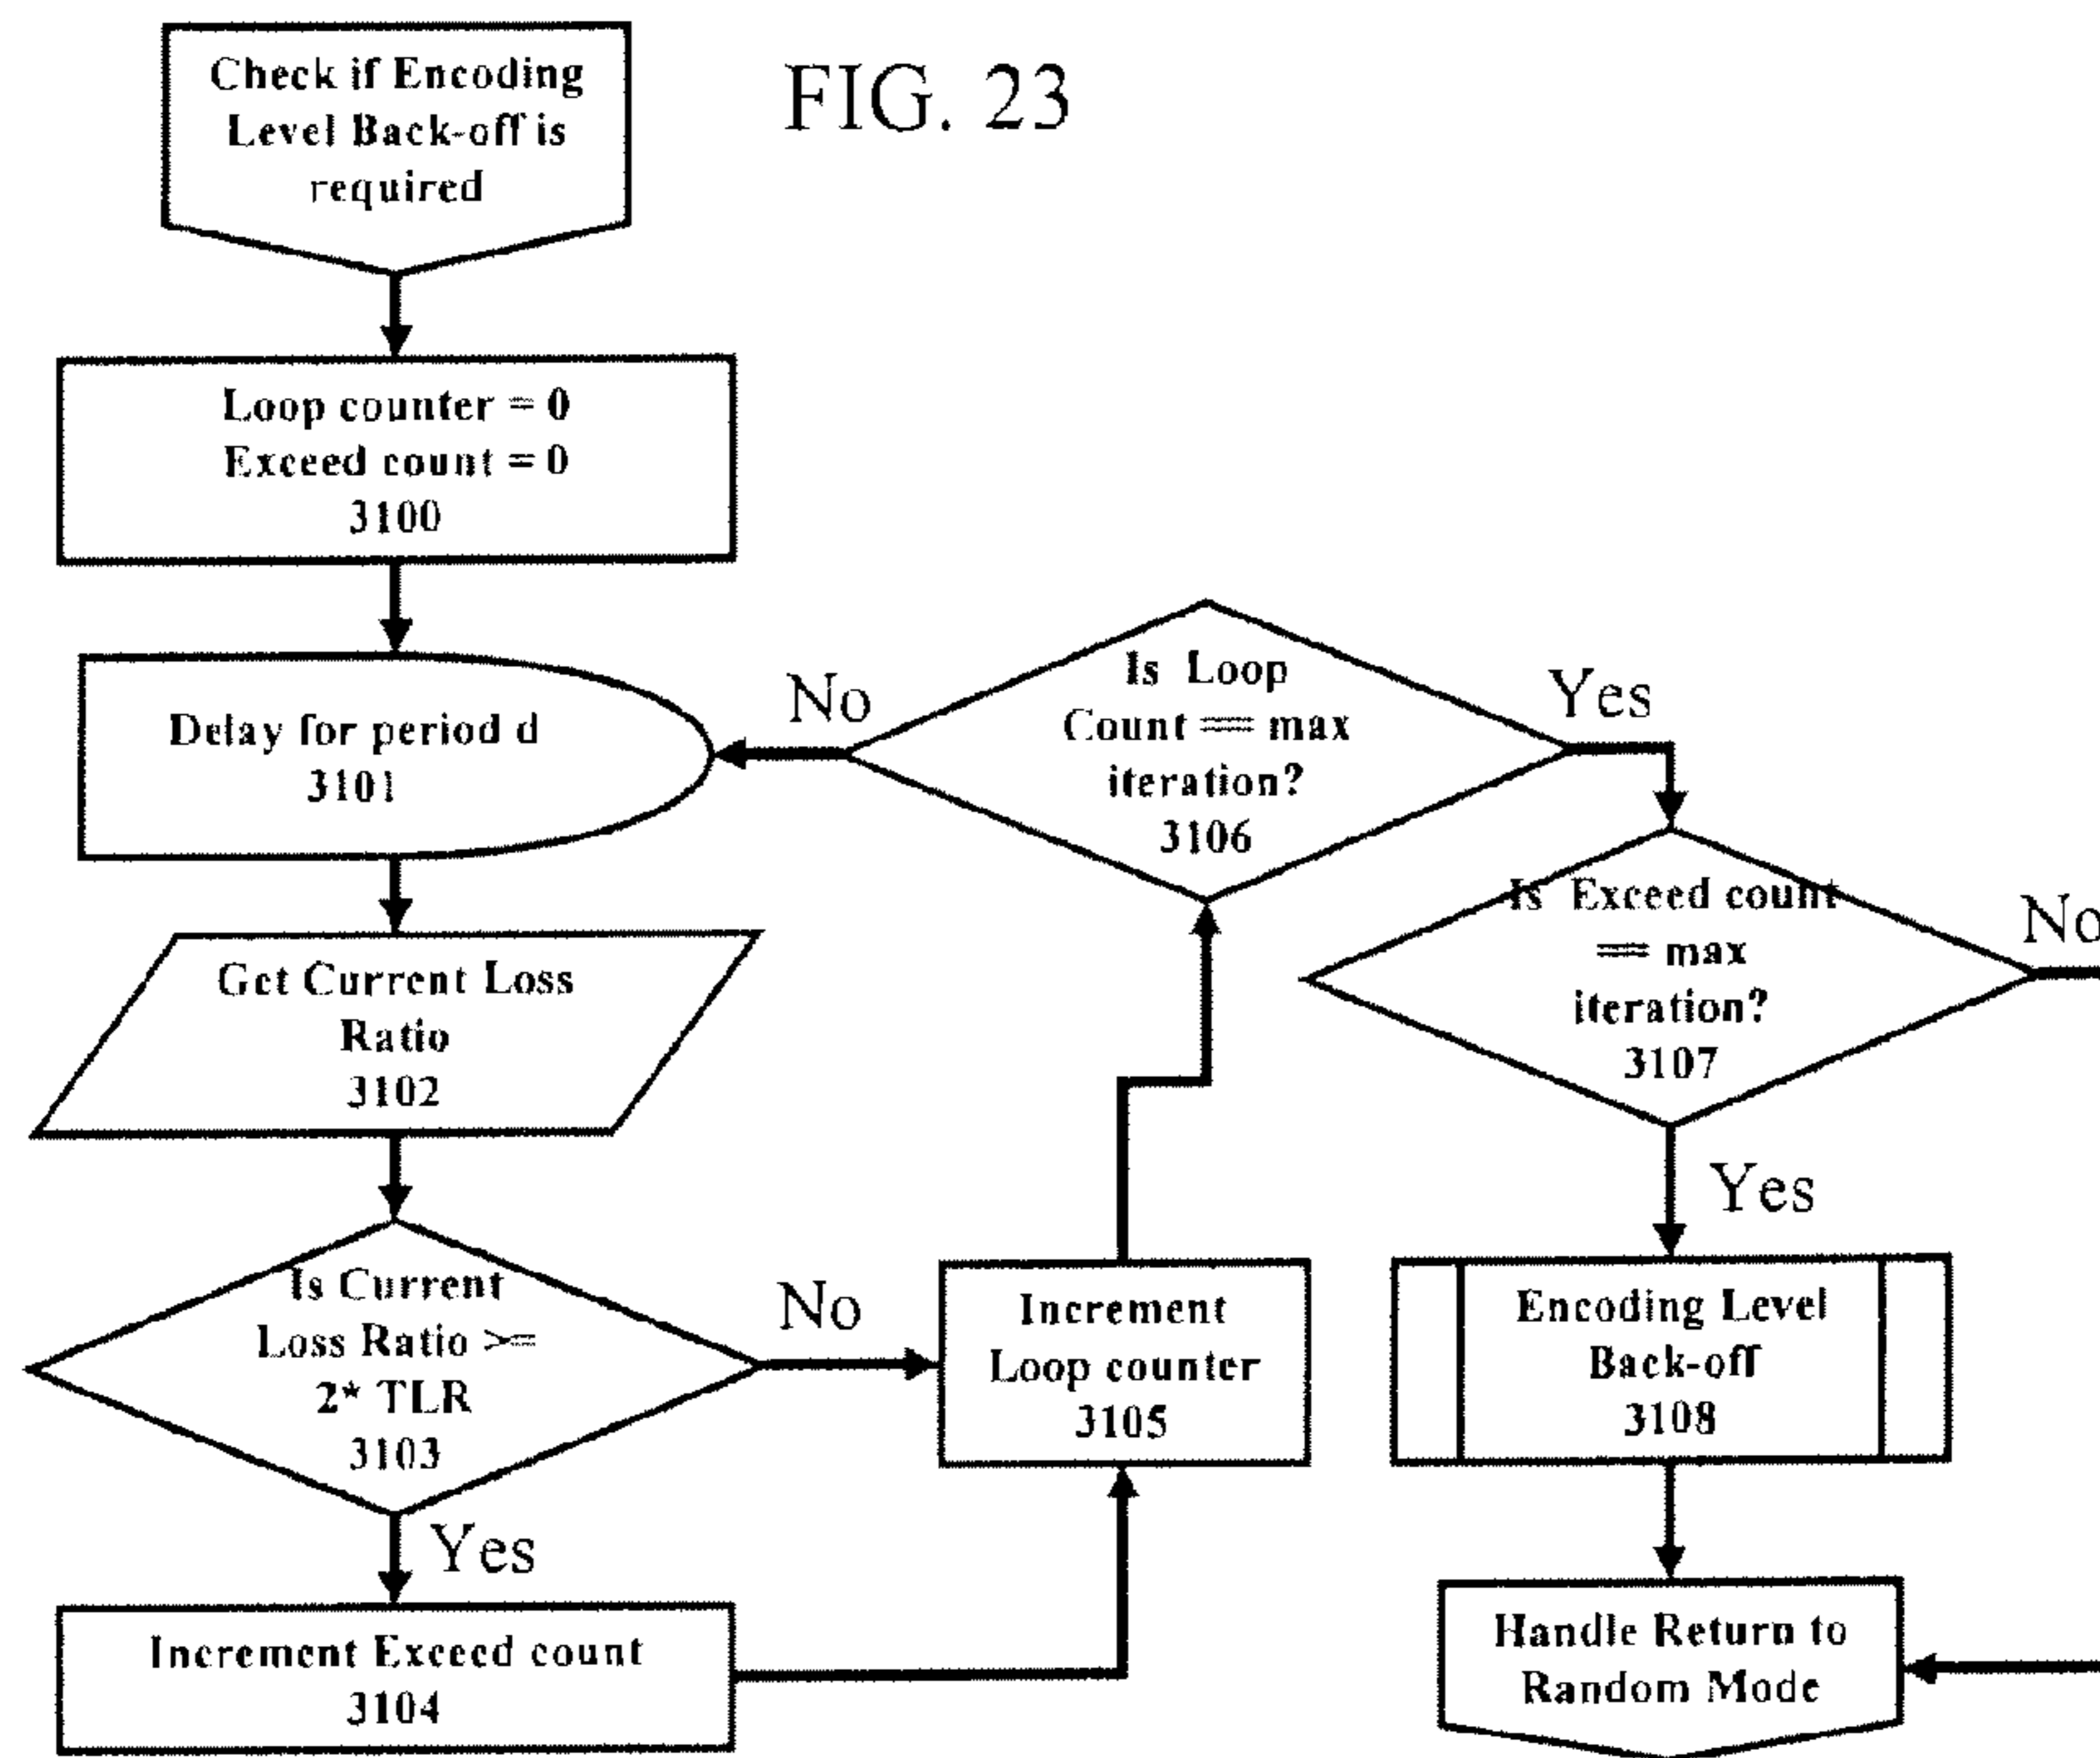 FIG. 23
Check if Encoding
Level Back-off is
required
Loop counter = 0
Exceed count = 0
3100
Delay for period d
3101
Get Current Loss
Ratio
3102
Is Current
Loss Ratio >=
2* TLR
3103
Yes
No
Increment Exceed count
3104
Increment
Loop counter
3105
Is Loop
Count == max
iteration?
3106
No
Yes
Is Exceed count
== max
iteration?
3107
No
Yes
Encoding Level
Back-off
3108
Handle Return to
Random Mode